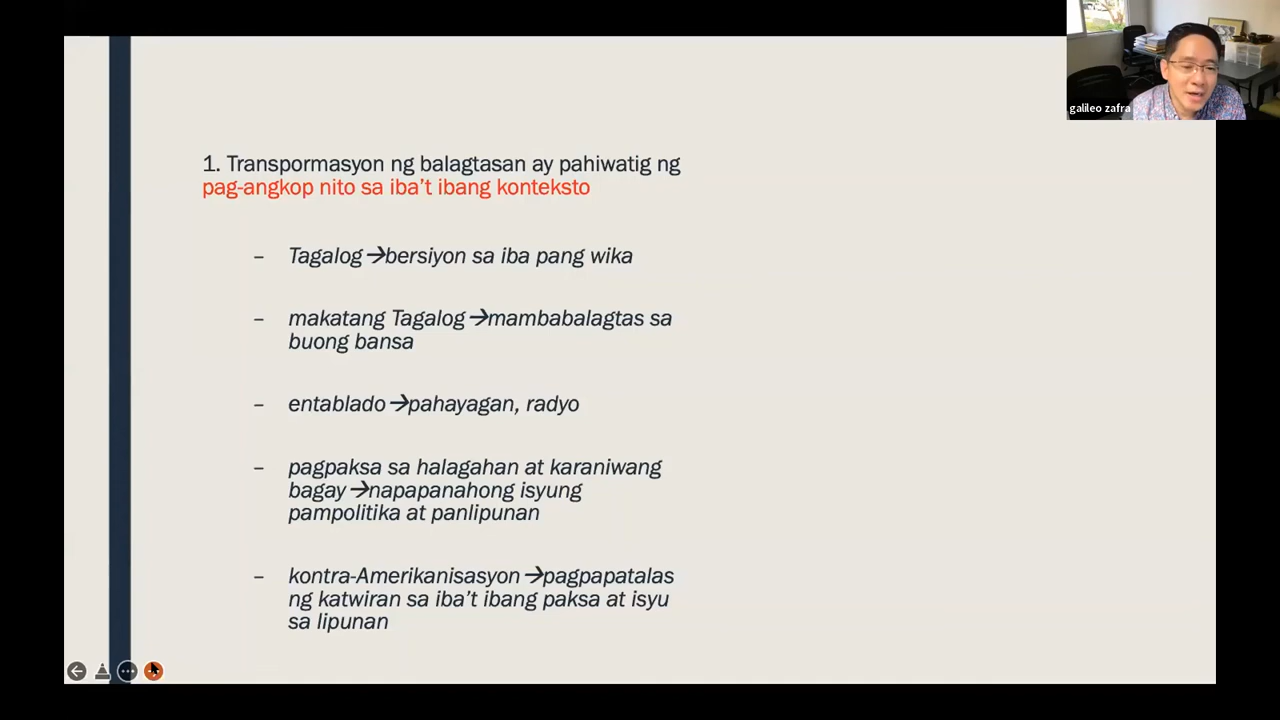 galileo zafra
1. Transpormasyon ng balagtasan ay pahiwatig ng
pag-angkop nito sa iba’t ibang konteksto
– Tagalog→bersiyon sa iba pang wika
– makatang Tagalog→mambabalagtas sa
buong bansa
– entablado→pahayagan, radyo
– pagpaksa sa halagahan at karaniwang
bagay→napapanahong isyung
pampolitika at panlipunan
– kontra-Amerikanisasyon→pagpapatalas
ng katwiran sa iba’t ibang paksa at isyu
sa lipunan